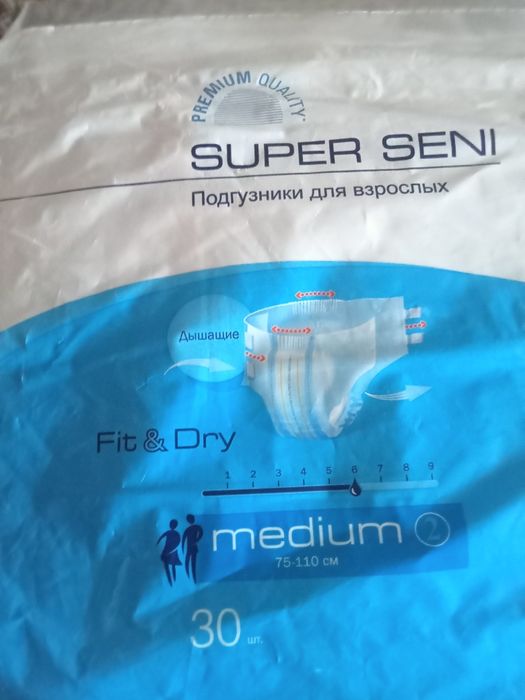 PREMIUM QUALITY
SUPER SENI
Подгузники для взрослых
Дышащие
Fit & Dry
1 2 3 4 5 6 7 8 9
medium 2
75-110 см
30 шт.